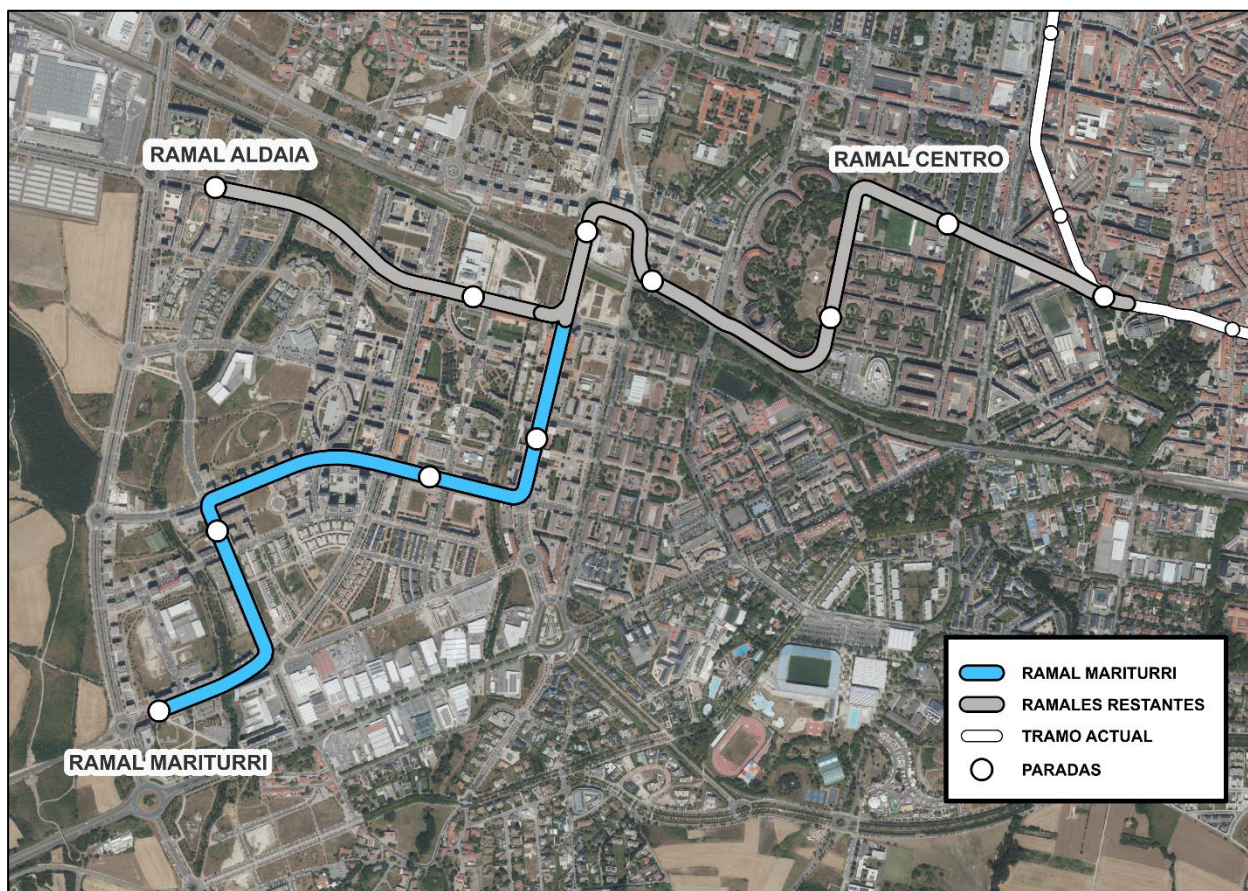 RAMAL ALDAIA
RAMAL CENTRO
RAMAL MARITURRI
RAMAL MARITURRI
RAMALES RESTANTES
TRAMO ACTUAL
PARADAS